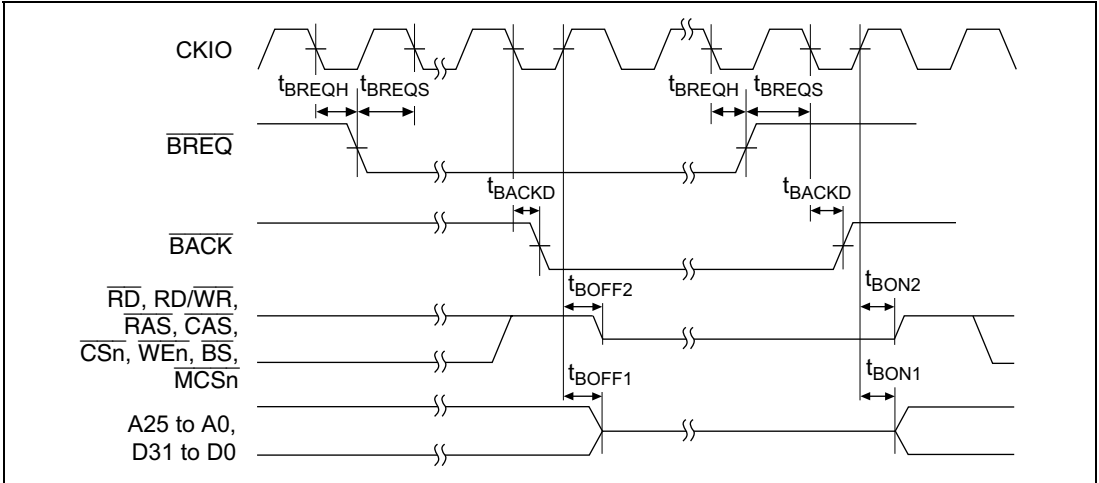 CKIO
tBREQH tBREQS tBREQH tBREQS
BREQ
tBACKD tBACKD
BACK
tBOFF2 tBON2
RD, RD/WR,
RAS, CAS,
CSn, WEn, BS,
MCSn
tBOFF1 tBON1
A25 to A0,
D31 to D0